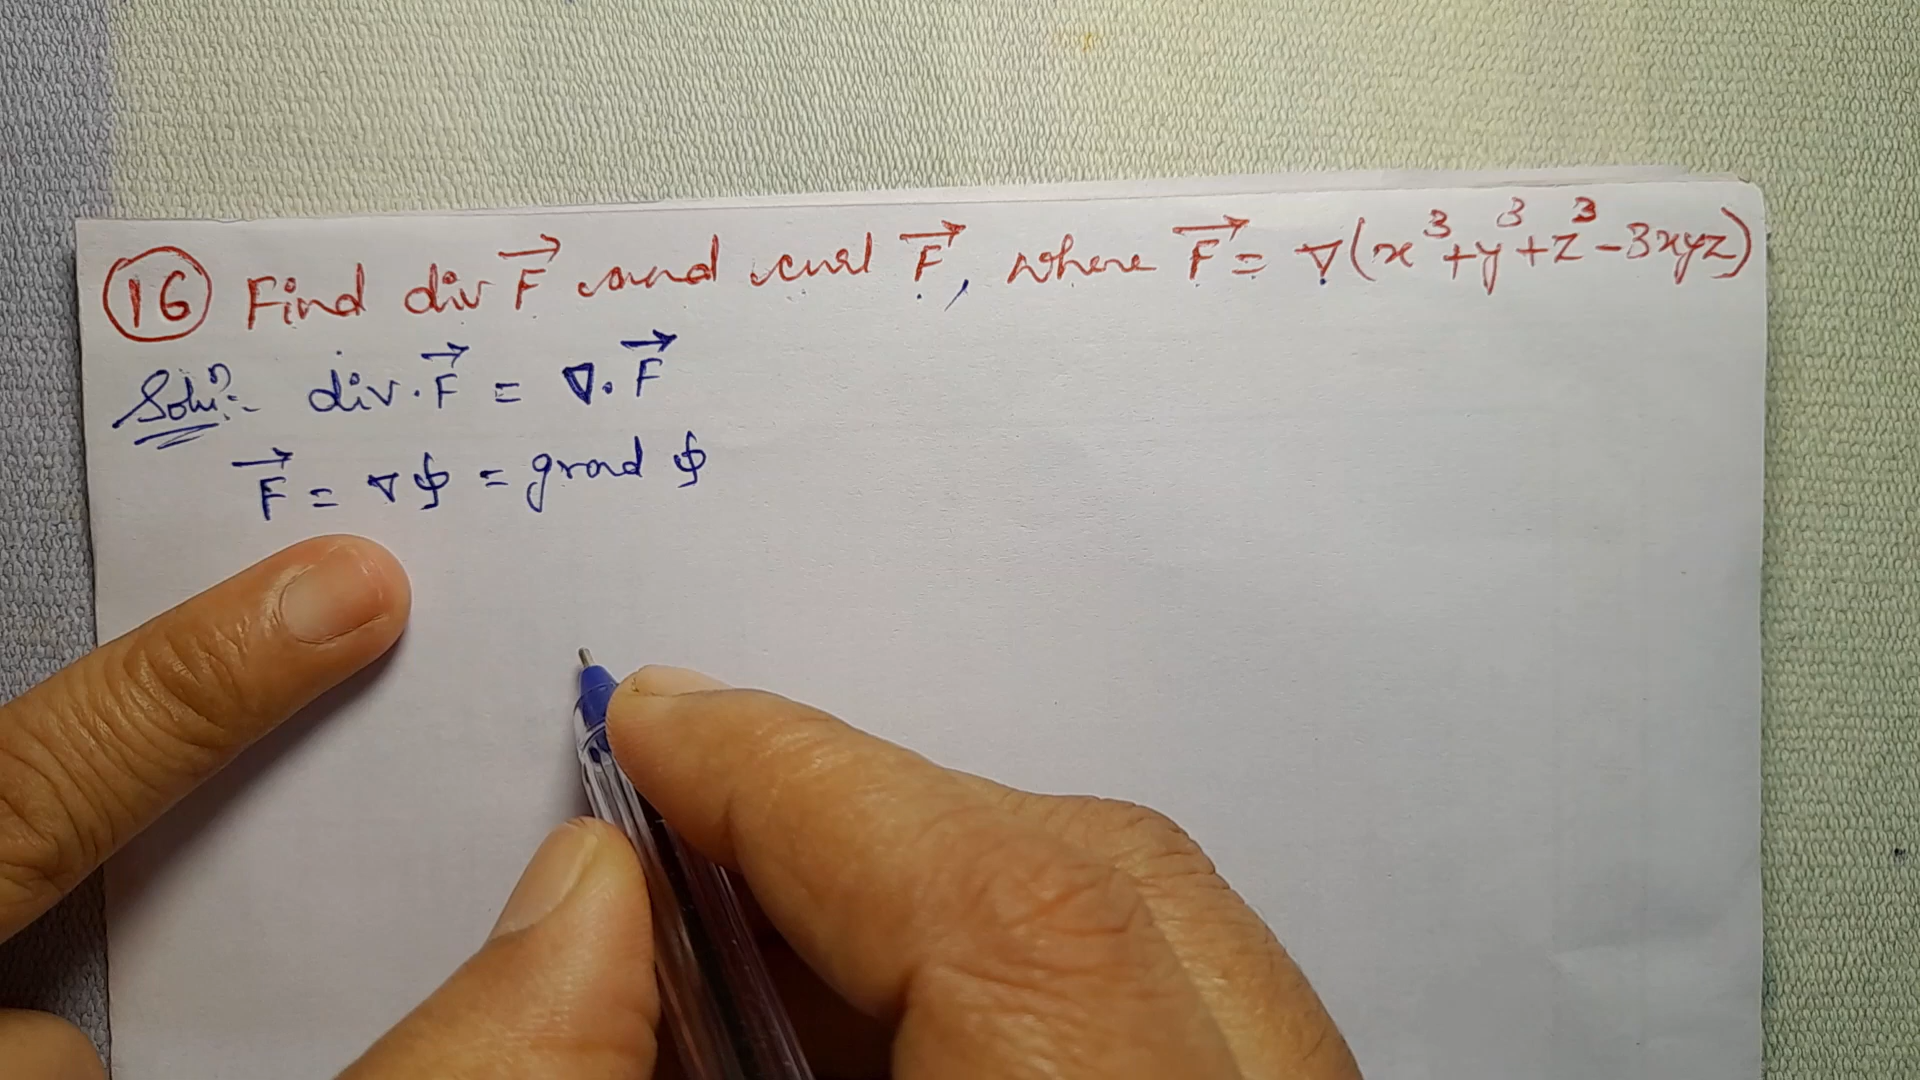 16 Find div F⃗ and curl F⃗, where F⃗ = ∇(x³+y³+z³-3xyz)
Solⁿ:- div·F⃗ = ∇·F⃗
F⃗ = ∇ϕ = grad ϕ